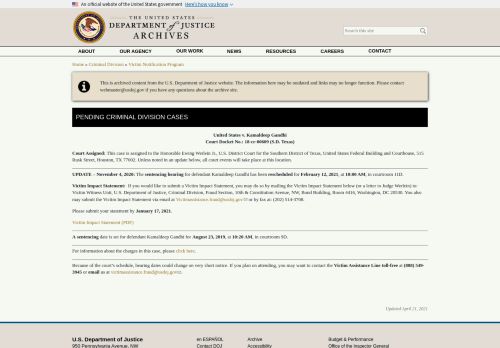 An official website of the United States government Here's how you know
THE UNITED STATES
DEPARTMENT of JUSTICE
ARCHIVES
Search this site
ABOUT OUR AGENCY OUR WORK NEWS RESOURCES CAREERS CONTACT
Home » Criminal Division » Victim Notification Program
This is archived content from the U.S. Department of Justice website. The information here may be outdated and links may no longer function. Please contact
webmaster@usdoj.gov if you have any questions about the archive site.
PENDING CRIMINAL DIVISION CASES
United States v. Kamaldeep Gandhi
Court Docket No.: 18-cr-00609 (S.D. Texas)
Court Assigned: This case is assigned to the Honorable Ewing Werlein Jr., U.S. District Court for the Southern District of Texas, United States Federal Building and Courthouse, 515
Rusk Street, Houston, TX 77002. Unless noted in an update below, all court events will take place at this location.
UPDATE – November 4, 2020: The sentencing hearing for defendant Kamaldeep Gandhi has been rescheduled for February 12, 2021, at 10:00 AM, in courtroom 11D.
Victim Impact Statement: If you would like to submit a Victim Impact Statement, you may do so by mailing the Victim Impact Statement below (or a letter to Judge Werlein) to
Victim Witness Unit, U.S. Department of Justice, Criminal Division, Fraud Section, 10th & Constitution Avenue, NW, Bond Building, Room 4416, Washington, DC 20530. You also
may submit the Victim Impact Statement via email at Victimassistance.fraud@usdoj.gov or by fax at: (202) 514-3708.
Please submit your statement by January 17, 2021.
Victim Impact Statement (PDF)
A sentencing date is set for defendant Kamaldeep Gandhi for August 23, 2019, at 10:20 AM, in courtroom 9D.
For information about the charges in this case, please click here.
Because of the court's schedule, hearing dates could change on very short notice. If you plan on attending, you may want to contact the Victim Assistance Line toll-free at (888) 549-
3945 or email us at victimassistance.fraud@usdoj.gov.
Updated April 21, 2021
U.S. Department of Justice
950 Pennsylvania Avenue, NW
en ESPAÑOL
Contact DOJ
Archive
Accessibility
Budget & Performance
Office of the Inspector General